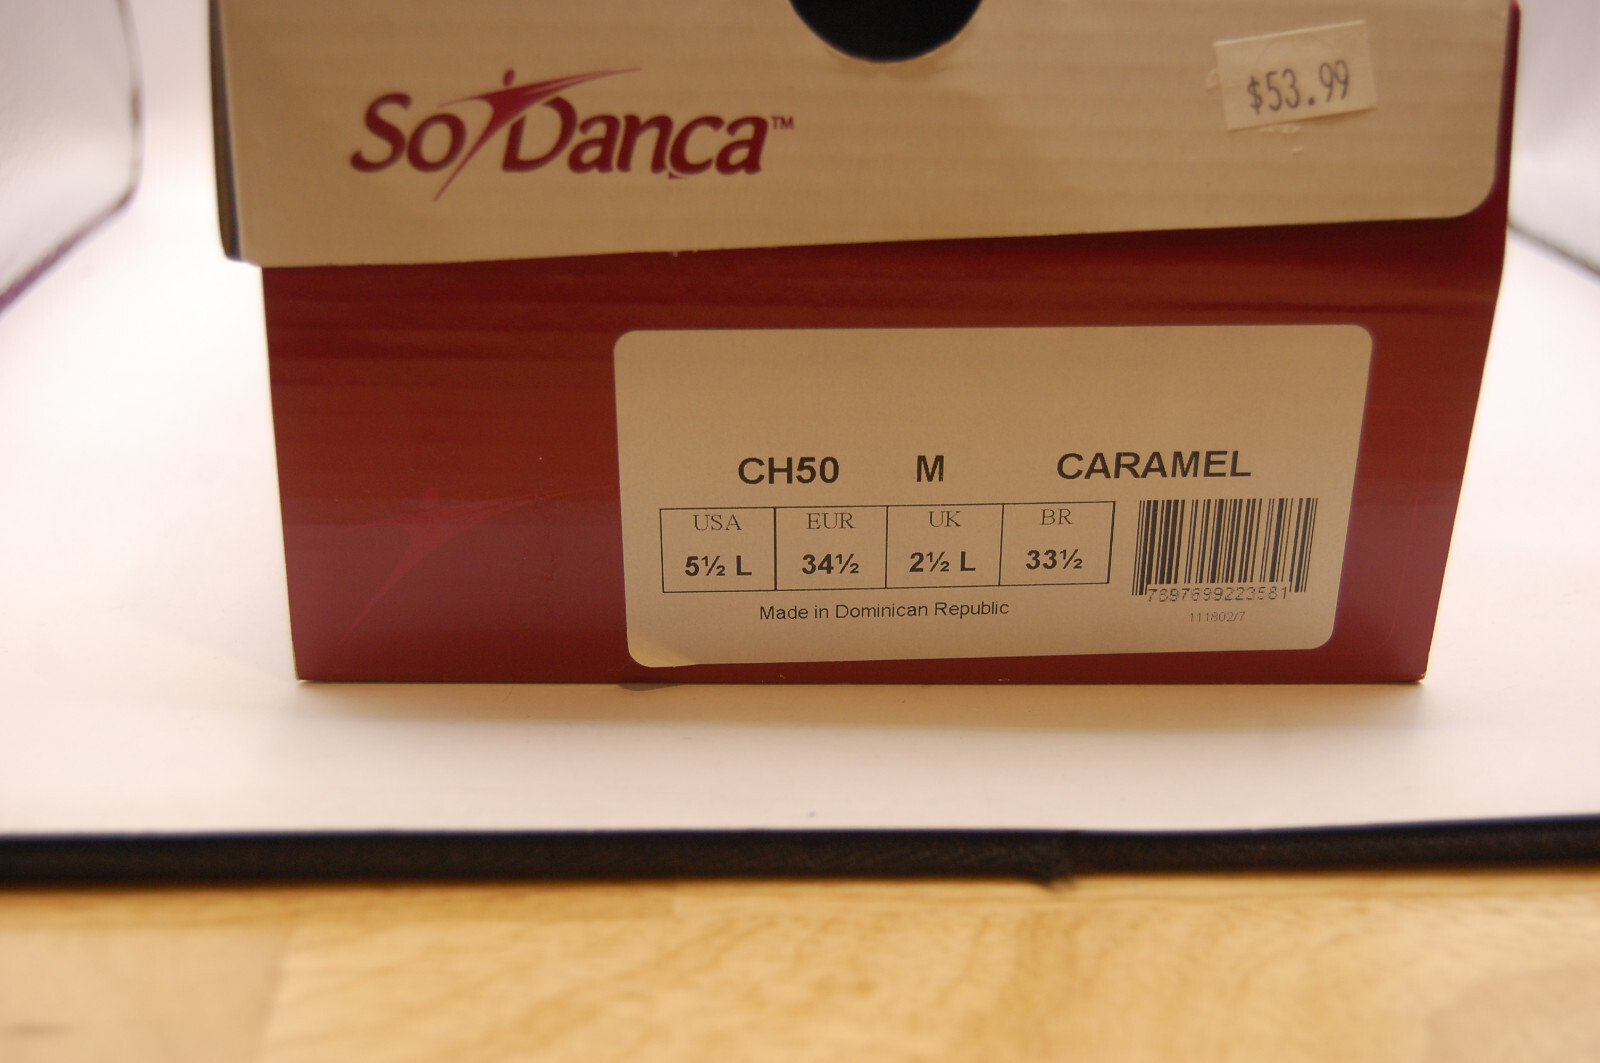 So Danca™
$53.99
CH50 M CARAMEL
USA EUR UK BR
5½ L 34½ 2½ L 33½
7897699223581
Made in Dominican Republic
111802/7